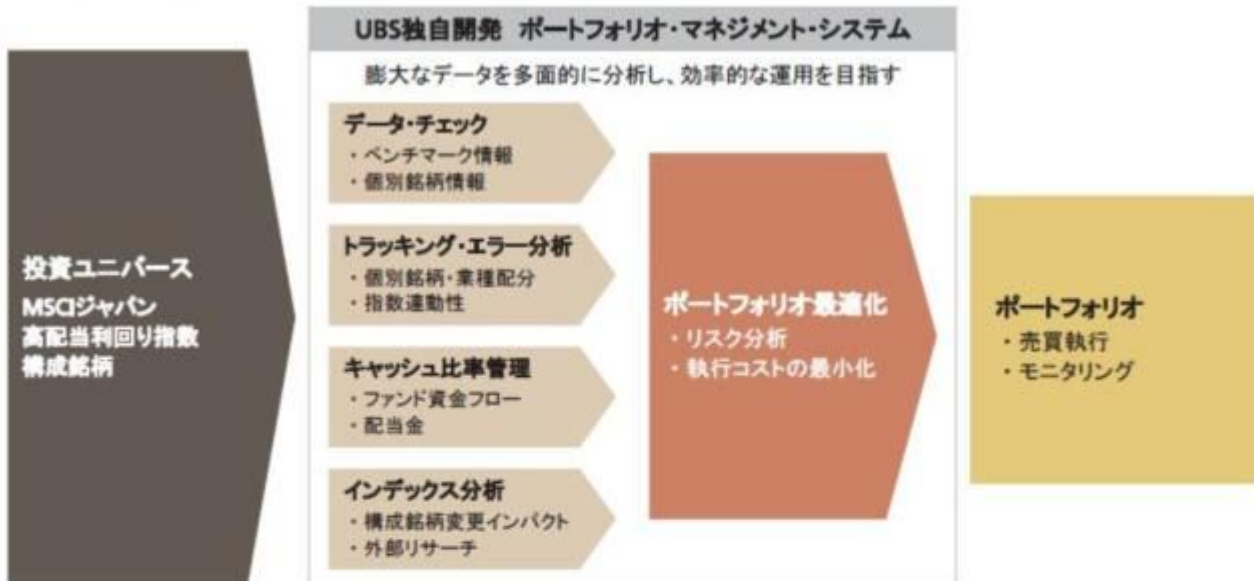 UBS独自開発 ポートフォリオ・マネジメント・システム
膨大なデータを多面的に分析し、効率的な運用を目指す
投資ユニバース
MSCIジャパン
高配当利回り指数
構成銘柄
データ・チェック
・ベンチマーク情報
・個別銘柄情報
トラッキング・エラー分析
・個別銘柄・業種配分
・指数連動性
キャッシュ比率管理
・ファンド資金フロー
・配当金
インデックス分析
・構成銘柄変更インパクト
・外部リサーチ
ポートフォリオ最適化
・リスク分析
・執行コストの最小化
ポートフォリオ
・売買執行
・モニタリング